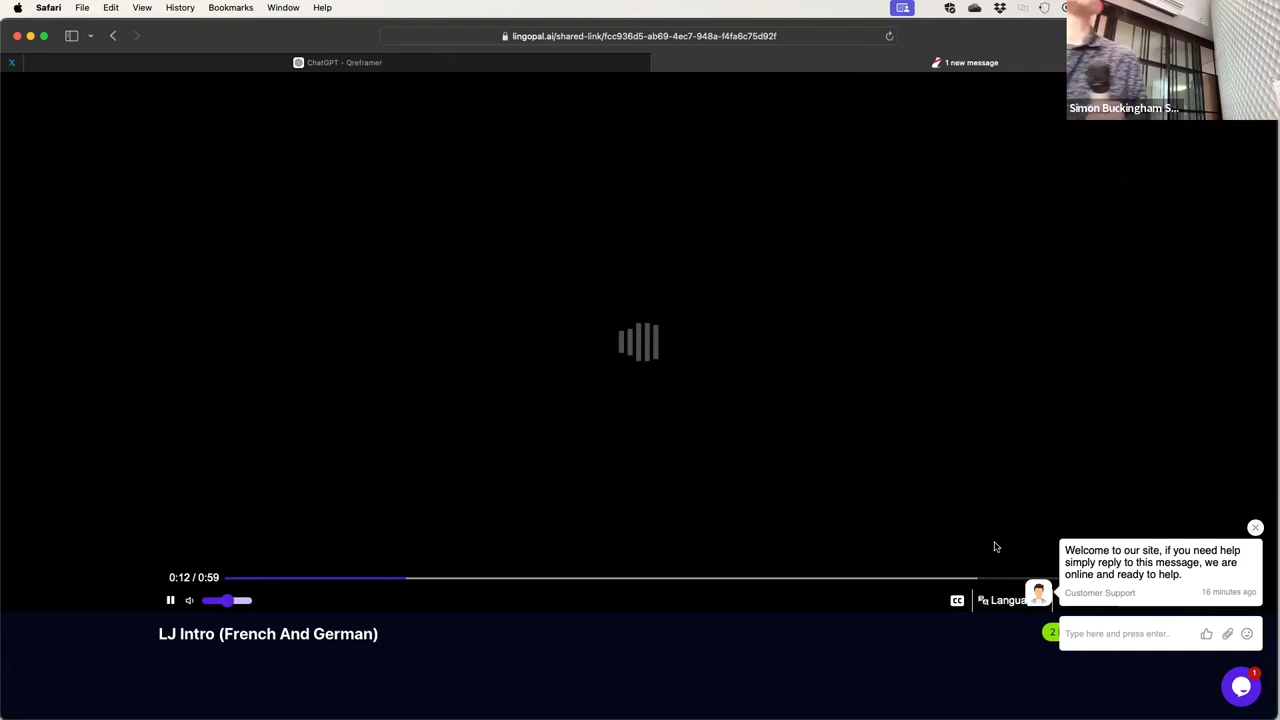 Safari File Edit View History Bookmarks Window Help
lingopal.ai/shared-link/fcc936d5-ab69-4ec7-948a-f4fa6c75d92f
ChatGPT - Qreframer
1 new message
Simon Buckingham S...
0:12 / 0:59
CC
Langua
LJ Intro (French And German)
2
Welcome to our site, if you need help
simply reply to this message, we are
online and ready to help.
Customer Support 16 minutes ago
Type here and press enter..
1